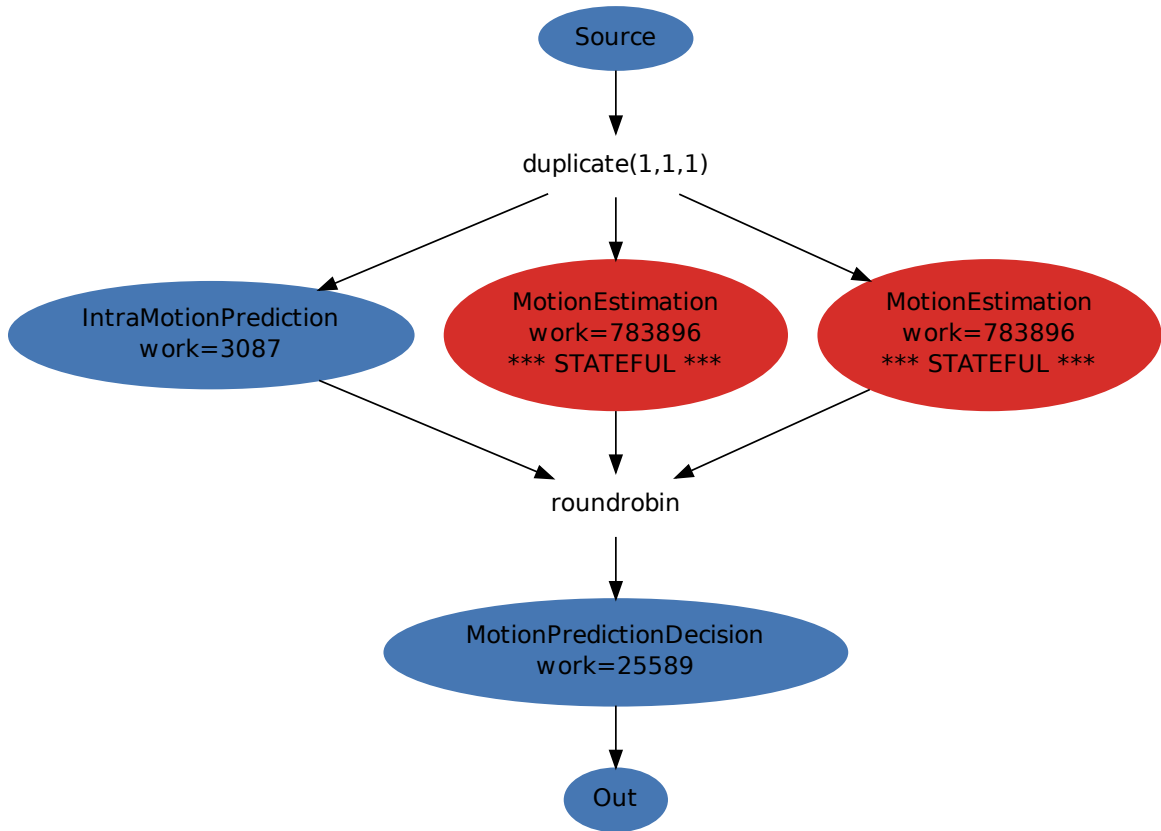 Source
duplicate(1,1,1)
IntraMotionPrediction
work=3087
MotionEstimation
work=783896
*** STATEFUL ***
MotionEstimation
work=783896
*** STATEFUL ***
roundrobin
MotionPredictionDecision
work=25589
Out